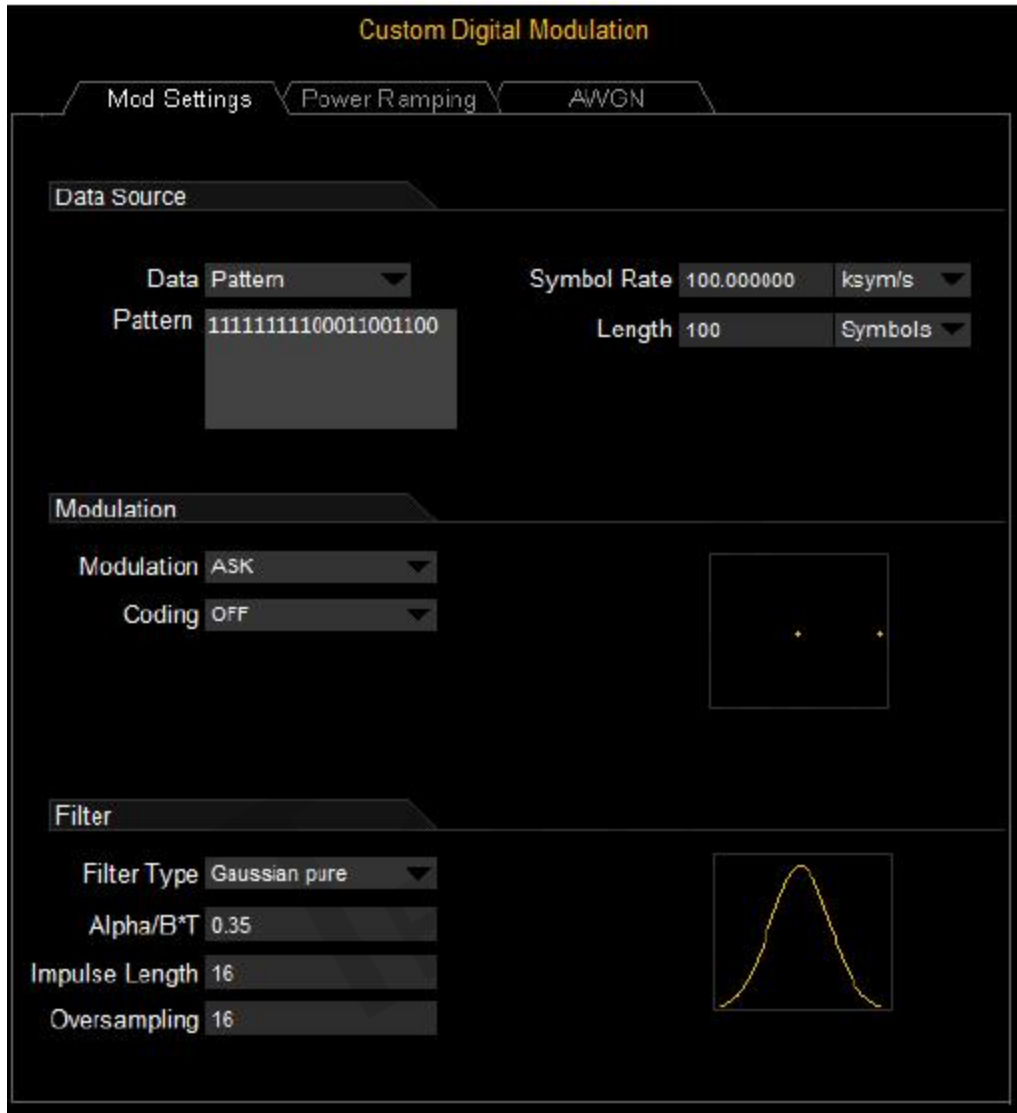 Custom Digital Modulation
Mod Settings Power Ramping AWGN
Data Source
Data Pattern Symbol Rate 100.000000 ksym/s
Pattern 11111111100011001100 Length 100 Symbols
Modulation
Modulation ASK
Coding OFF
Filter
Filter Type Gaussian pure
Alpha/B*T 0.35
Impulse Length 16
Oversampling 16